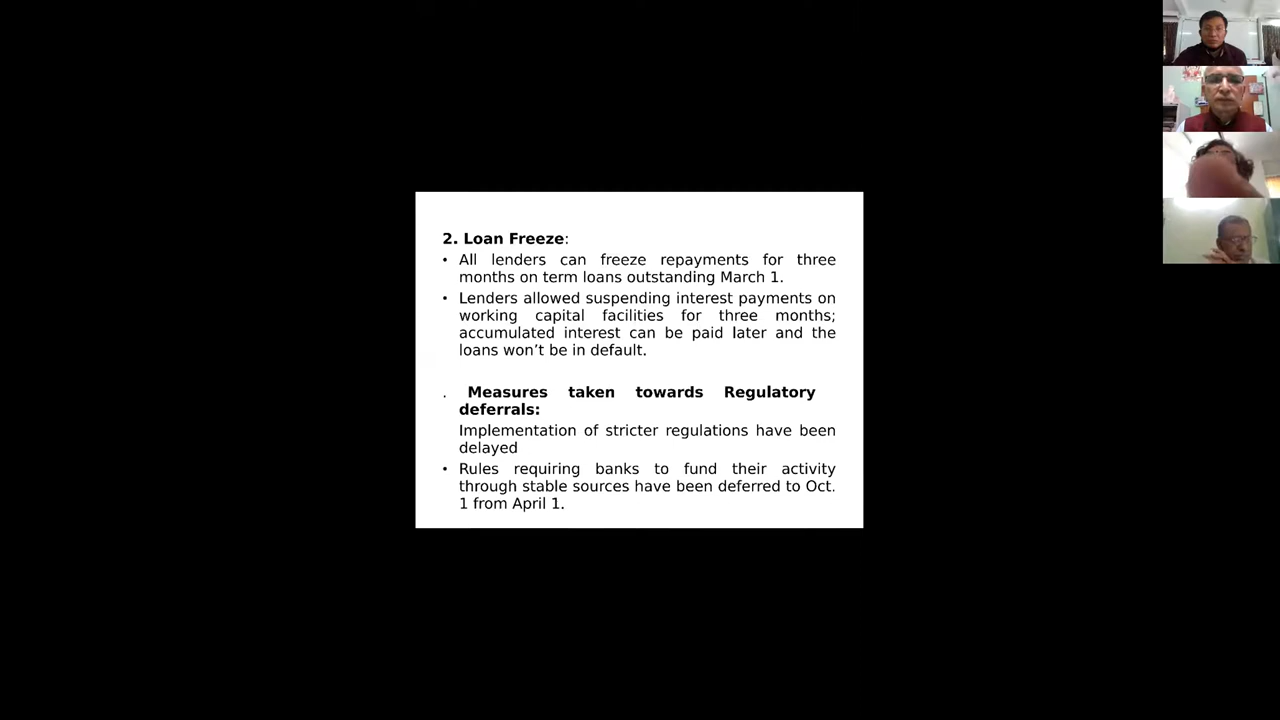 2. Loan Freeze:
• All lenders can freeze repayments for three
months on term loans outstanding March 1.
• Lenders allowed suspending interest payments on
working capital facilities for three months;
accumulated interest can be paid later and the
loans won’t be in default.
. Measures taken towards Regulatory
deferrals:
Implementation of stricter regulations have been
delayed
• Rules requiring banks to fund their activity
through stable sources have been deferred to Oct.
1 from April 1.